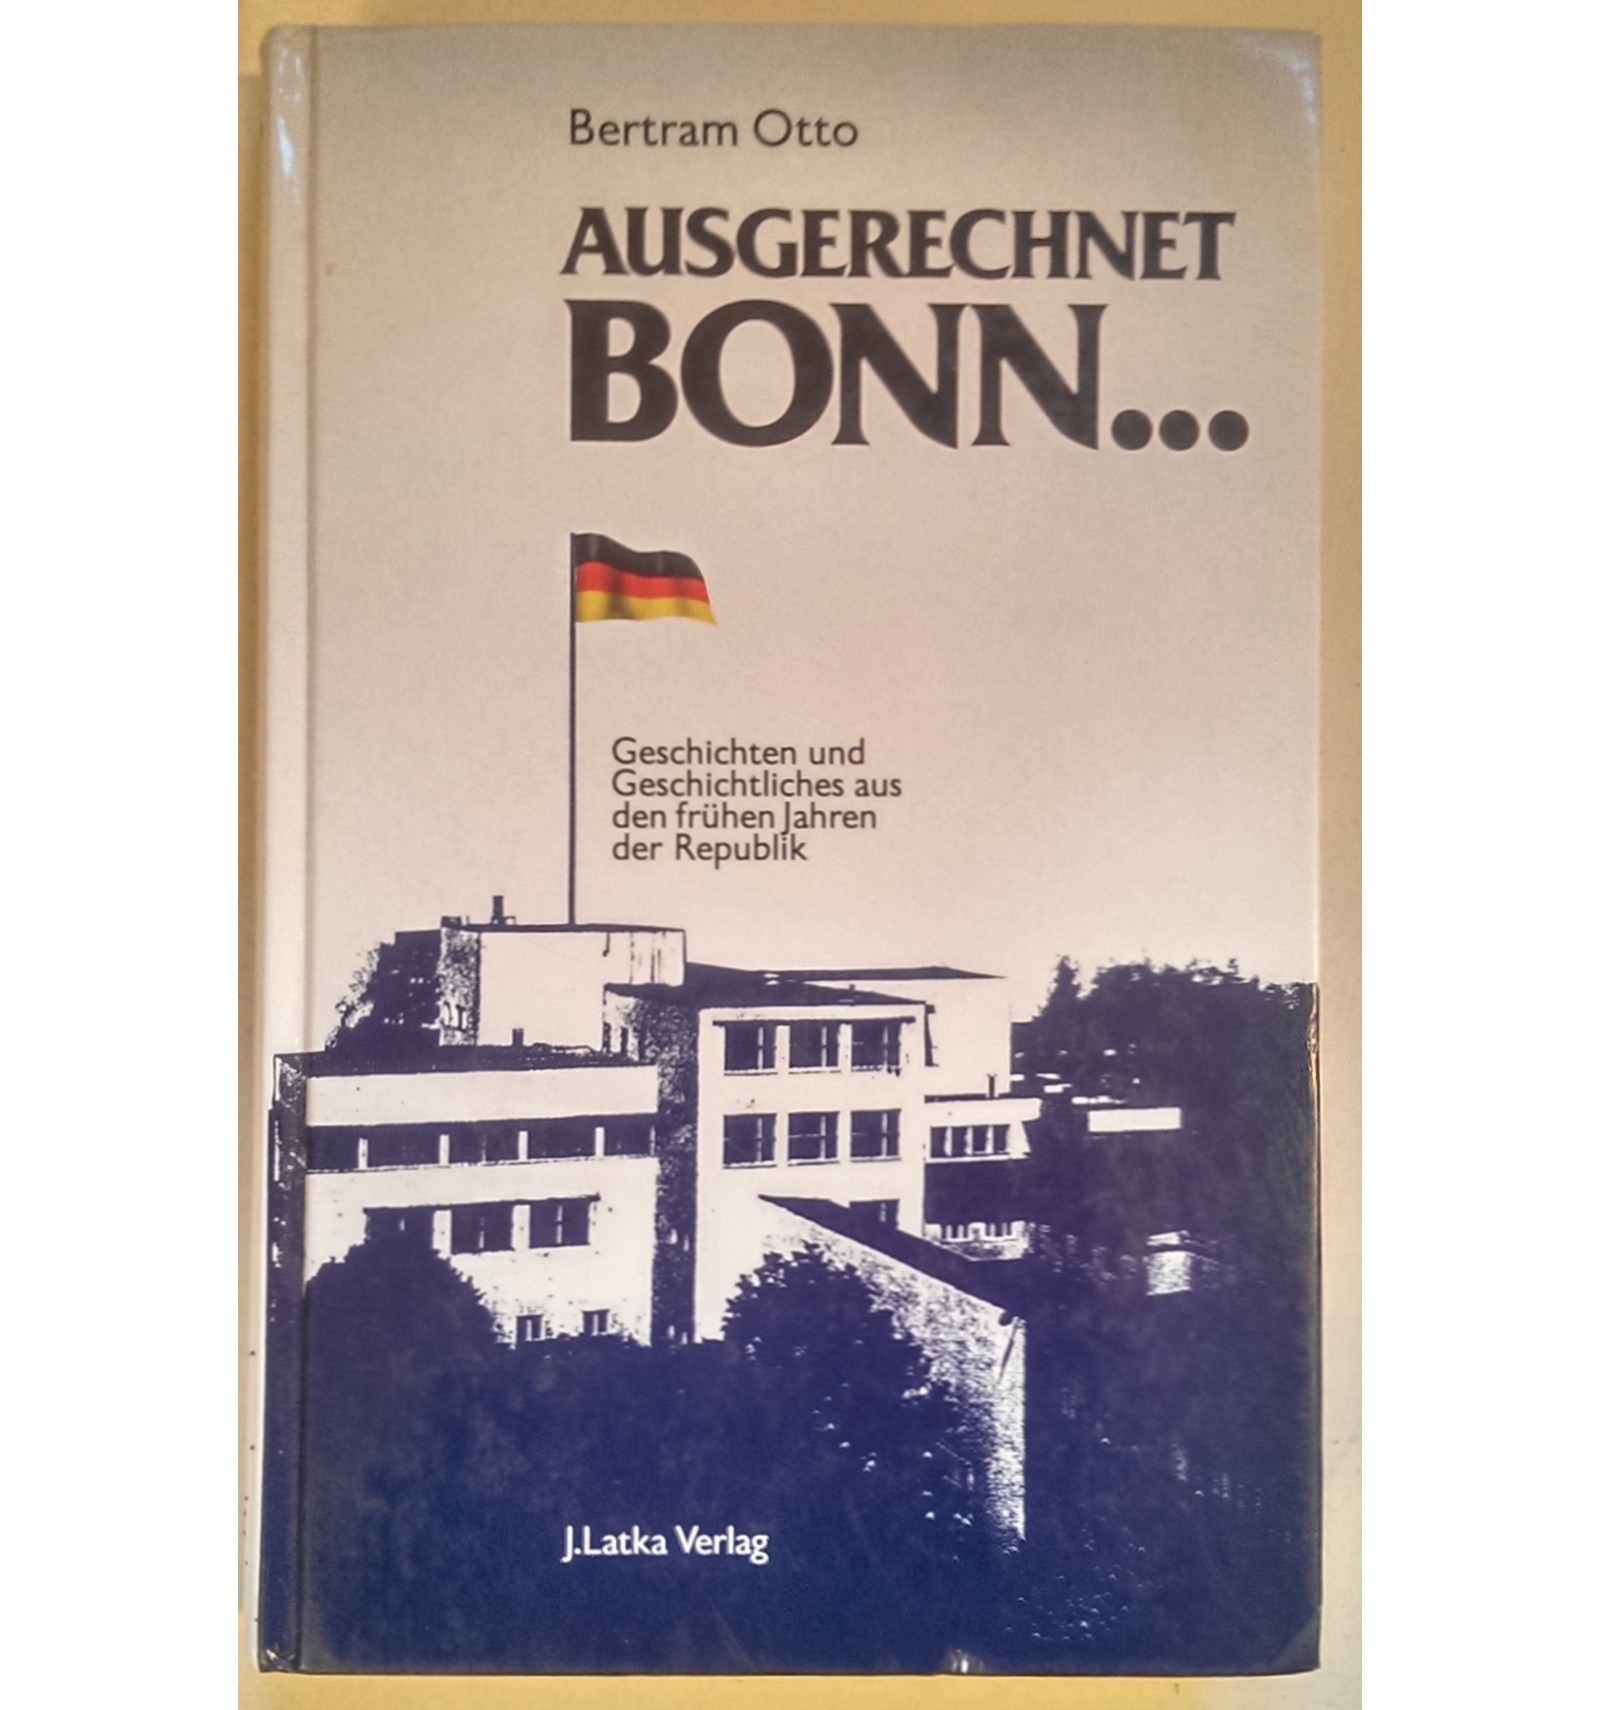 Bertram Otto
AUSGERECHNET
BONN...
Geschichten und
Geschichtliches aus
den frühen Jahren
der Republik
J.Latka Verlag